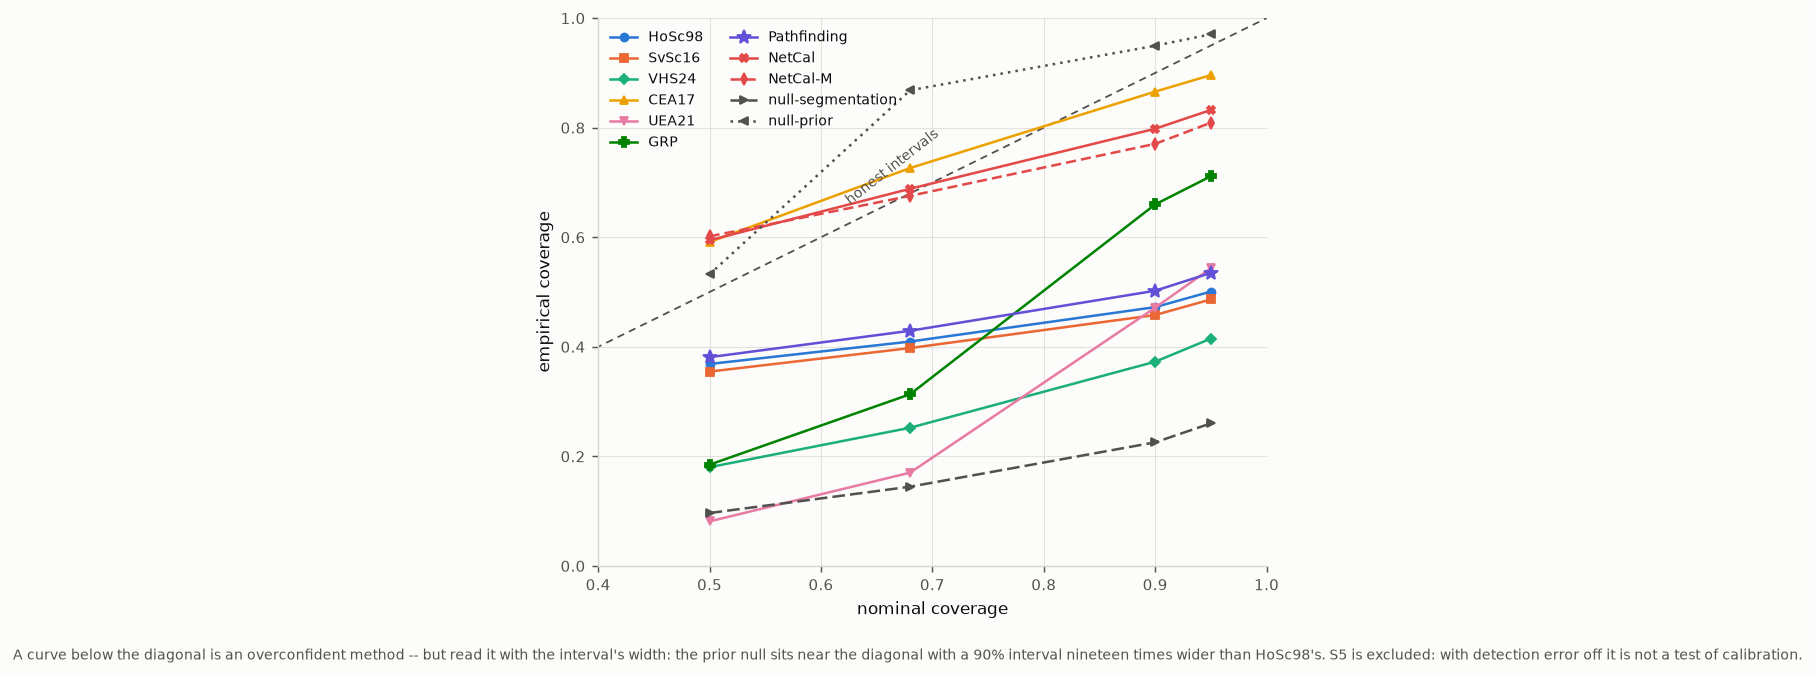 1.0
0.8
0.6
0.4
0.2
0.0
empirical coverage
HoSc98
SvSc16
VHS24
CEA17
UEA21
GRP
Pathfinding
NetCal
NetCal-M
null-segmentation
null-prior
honest intervals
0.4 0.5 0.6 0.7 0.8 0.9 1.0
nominal coverage
A curve below the diagonal is an overconfident method -- but read it with the interval's width: the prior null sits near the diagonal with a 90% interval nineteen times wider than HoSc98's. S5 is excluded: with detection error off it is not a test of calibration.